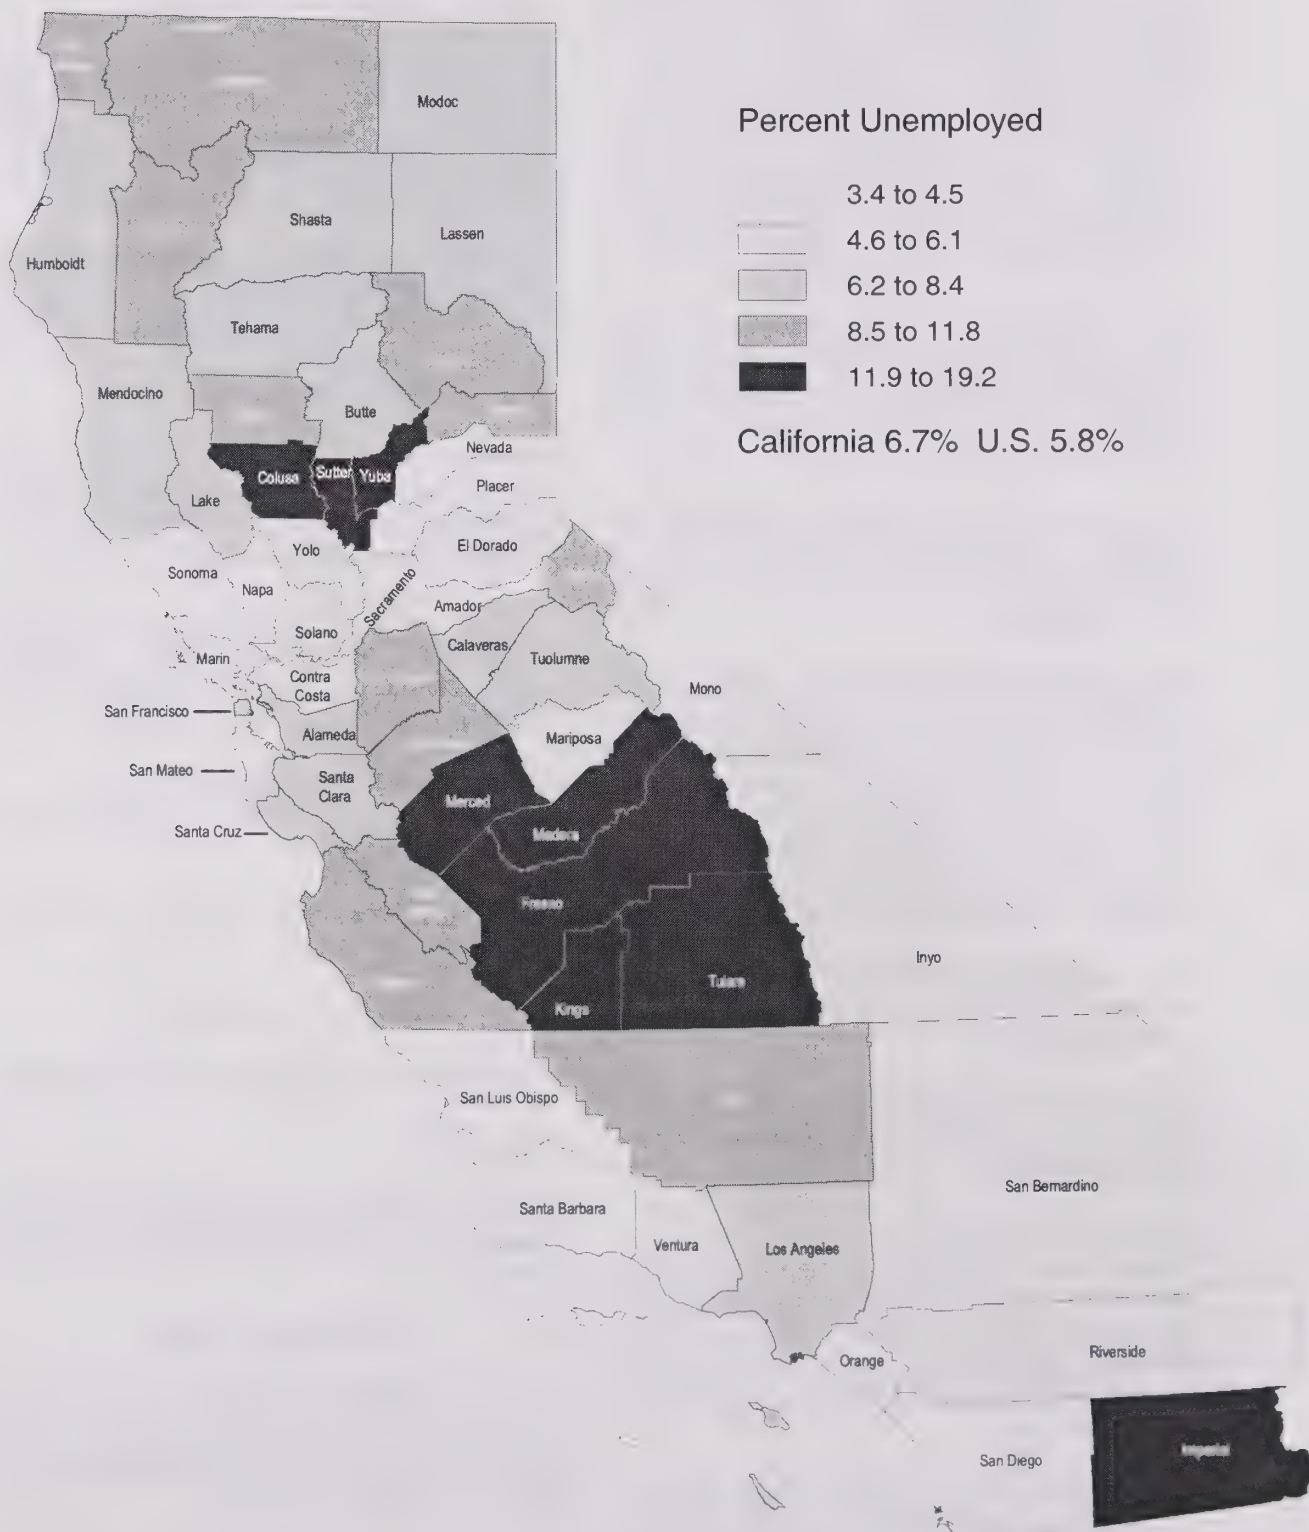 Percent Unemployed
3.4 to 4.5
4.6 to 6.1
6.2 to 8.4
8.5 to 11.8
11.9 to 19.2
California 6.7% U.S. 5.8%
Modoc
Shasta
Lassen
Humboldt
Tehama
Mendocino
Butte
Nevada
Colusa
Sutter
Yuba
Placer
Lake
Yolo
El Dorado
Sonoma
Napa
Sacramento
Amador
Solano
Calaveras
Marin
Tuolumne
Contra
Costa
Mono
San Francisco
Alameda
Mariposa
San Mateo
Santa
Clara
Merced
Santa Cruz
Madera
Fresno
Inyo
Tulare
Kings
San Luis Obispo
San Bernardino
Santa Barbara
Ventura
Los Angeles
Orange
Riverside
Imperial
San Diego